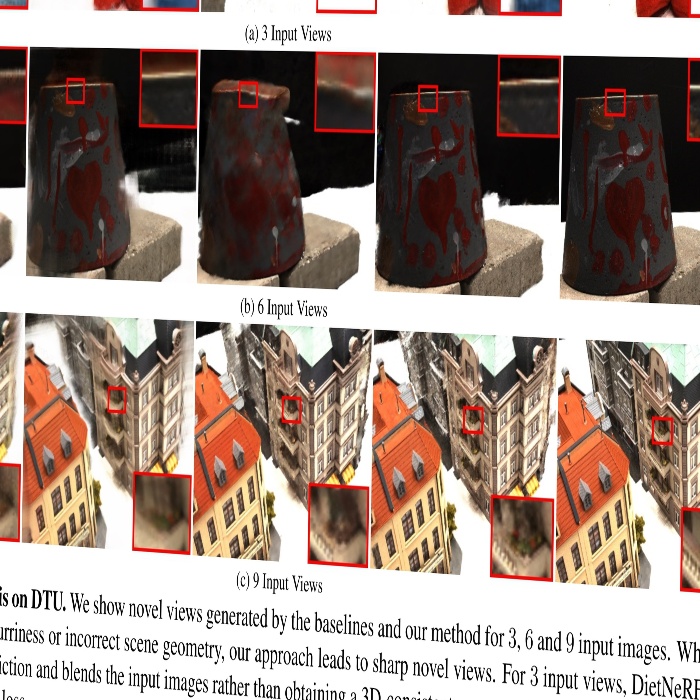 (a) 3 Input Views
(b) 6 Input Views
(c) 9 Input Views
is on DTU. We show novel views generated by the baselines and our method for 3, 6 and 9 input images. Wh
urriness or incorrect scene geometry, our approach leads to sharp novel views. For 3 input views, DietNeRF
iction and blends the input images rather than obtaining a 3D
loss